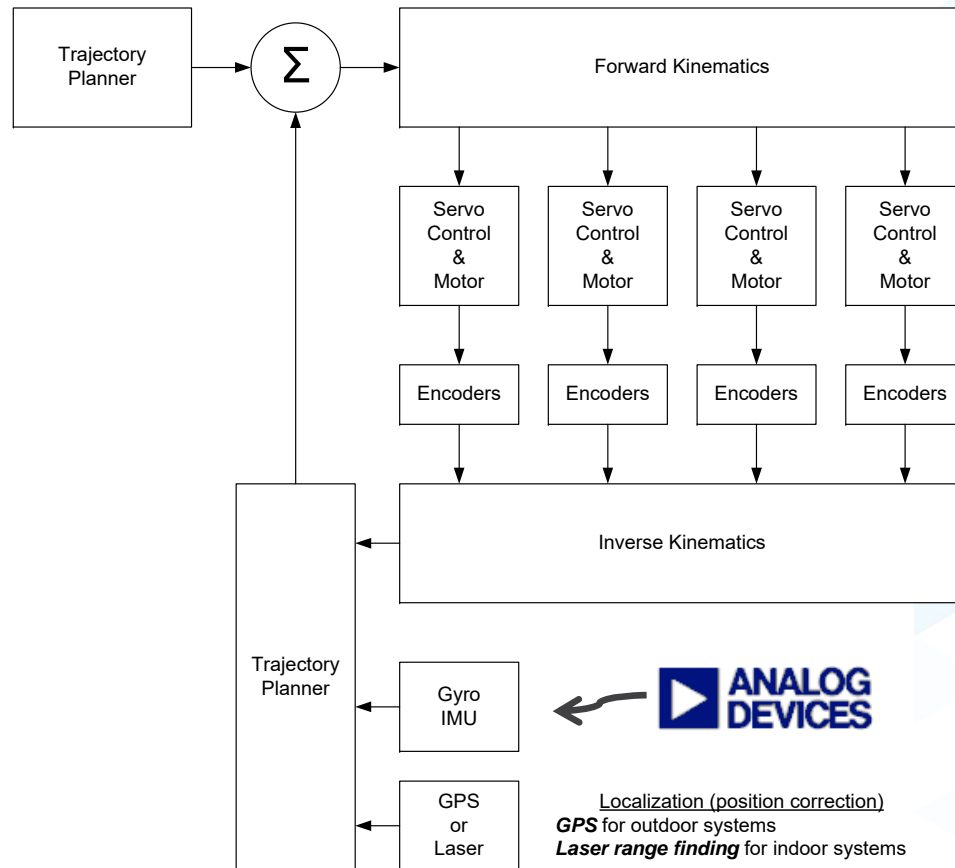 Trajectory
Planner
Σ
Forward Kinematics
Servo
Control
&
Motor
Servo
Control
&
Motor
Servo
Control
&
Motor
Servo
Control
&
Motor
Encoders
Encoders
Encoders
Encoders
Inverse Kinematics
Trajectory
Planner
Gyro
IMU
ANALOG
DEVICES
GPS
or
Laser
Localization (position correction)
GPS for outdoor systems
Laser range finding for indoor systems